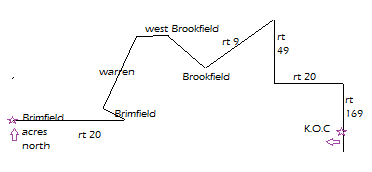 west Brookfield
rt 9
rt
49
warren
Brookfield
rt 20
rt
169
Brimfield
acres
north
Brimfield
rt 20
K.O.C